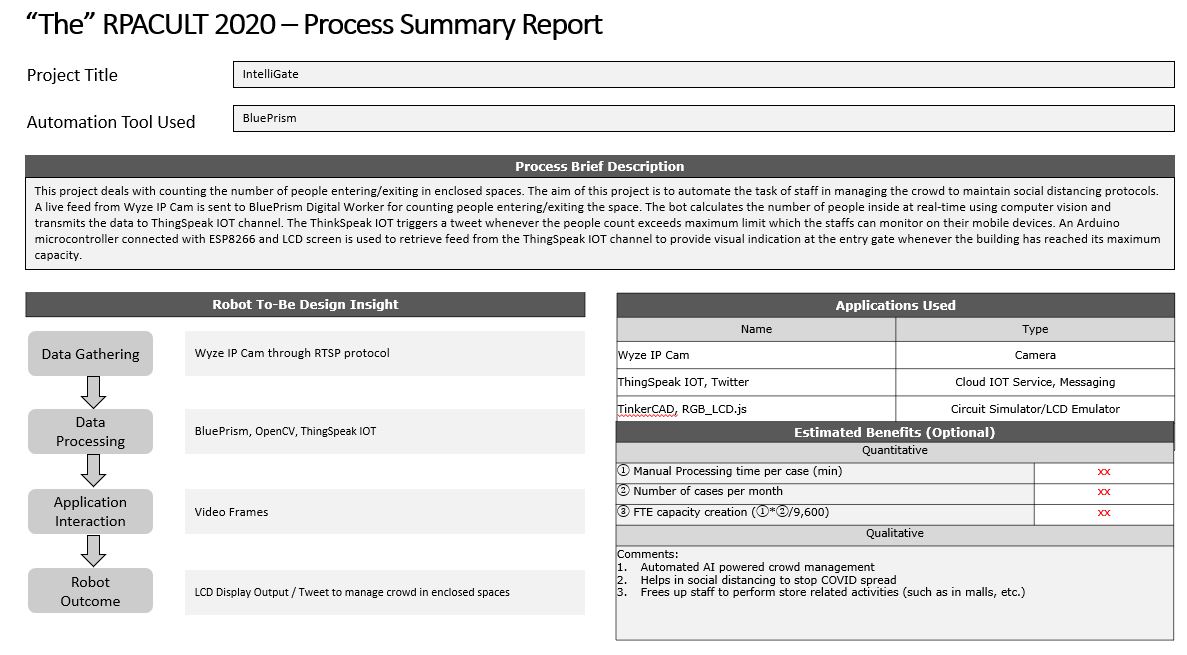 “The” RPACULT 2020 – Process Summary Report
Project Title
IntelliGate
Automation Tool Used
BluePrism
Process Brief Description
This project deals with counting the number of people entering/exiting in enclosed spaces. The aim of this project is to automate the task of staff in managing the crowd to maintain social distancing protocols.
A live feed from Wyze IP Cam is sent to BluePrism Digital Worker for counting people entering/exiting the space. The bot calculates the number of people inside at real-time using computer vision and
transmits the data to ThingSpeak IOT channel. The ThinkSpeak IOT triggers a tweet whenever the people count exceeds maximum limit which the staffs can monitor on their mobile devices. An Arduino
microcontroller connected with ESP8266 and LCD screen is used to retrieve feed from the ThingSpeak IOT channel to provide visual indication at the entry gate whenever the building has reached its maximum
capacity.
Robot To-Be Design Insight
Data Gathering
Wyze IP Cam through RTSP protocol
Data
Processing
BluePrism, OpenCV, ThingSpeak IOT
Application
Interaction
Video Frames
Robot
Outcome
LCD Display Output / Tweet to manage crowd in enclosed spaces
Applications Used
Name Type
Wyze IP Cam Camera
ThingSpeak IOT, Twitter Cloud IOT Service, Messaging
TinkerCAD, RGB_LCD.js Circuit Simulator/LCD Emulator
Estimated Benefits (Optional)
Quantitative
① Manual Processing time per case (min) xx
② Number of cases per month xx
③ FTE capacity creation (①*②/9,600) xx
Qualitative
Comments:
1. Automated AI powered crowd management
2. Helps in social distancing to stop COVID spread
3. Frees up staff to perform store related activities (such as in malls, etc.)